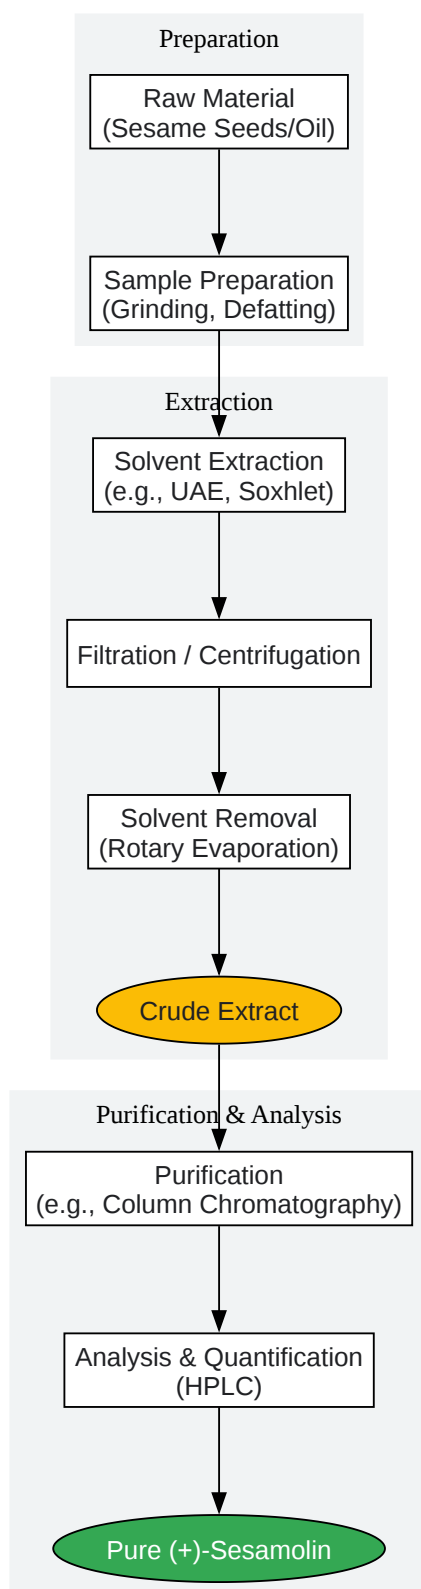 Preparation
Raw Material
(Sesame Seeds/Oil)
Sample Preparation
(Grinding, Defatting)
Extraction
Solvent Extraction
(e.g., UAE, Soxhlet)
Filtration / Centrifugation
Solvent Removal
(Rotary Evaporation)
Crude Extract
Purification & Analysis
Purification
(e.g., Column Chromatography)
Analysis & Quantification
(HPLC)
Pure (+)-Sesamolin